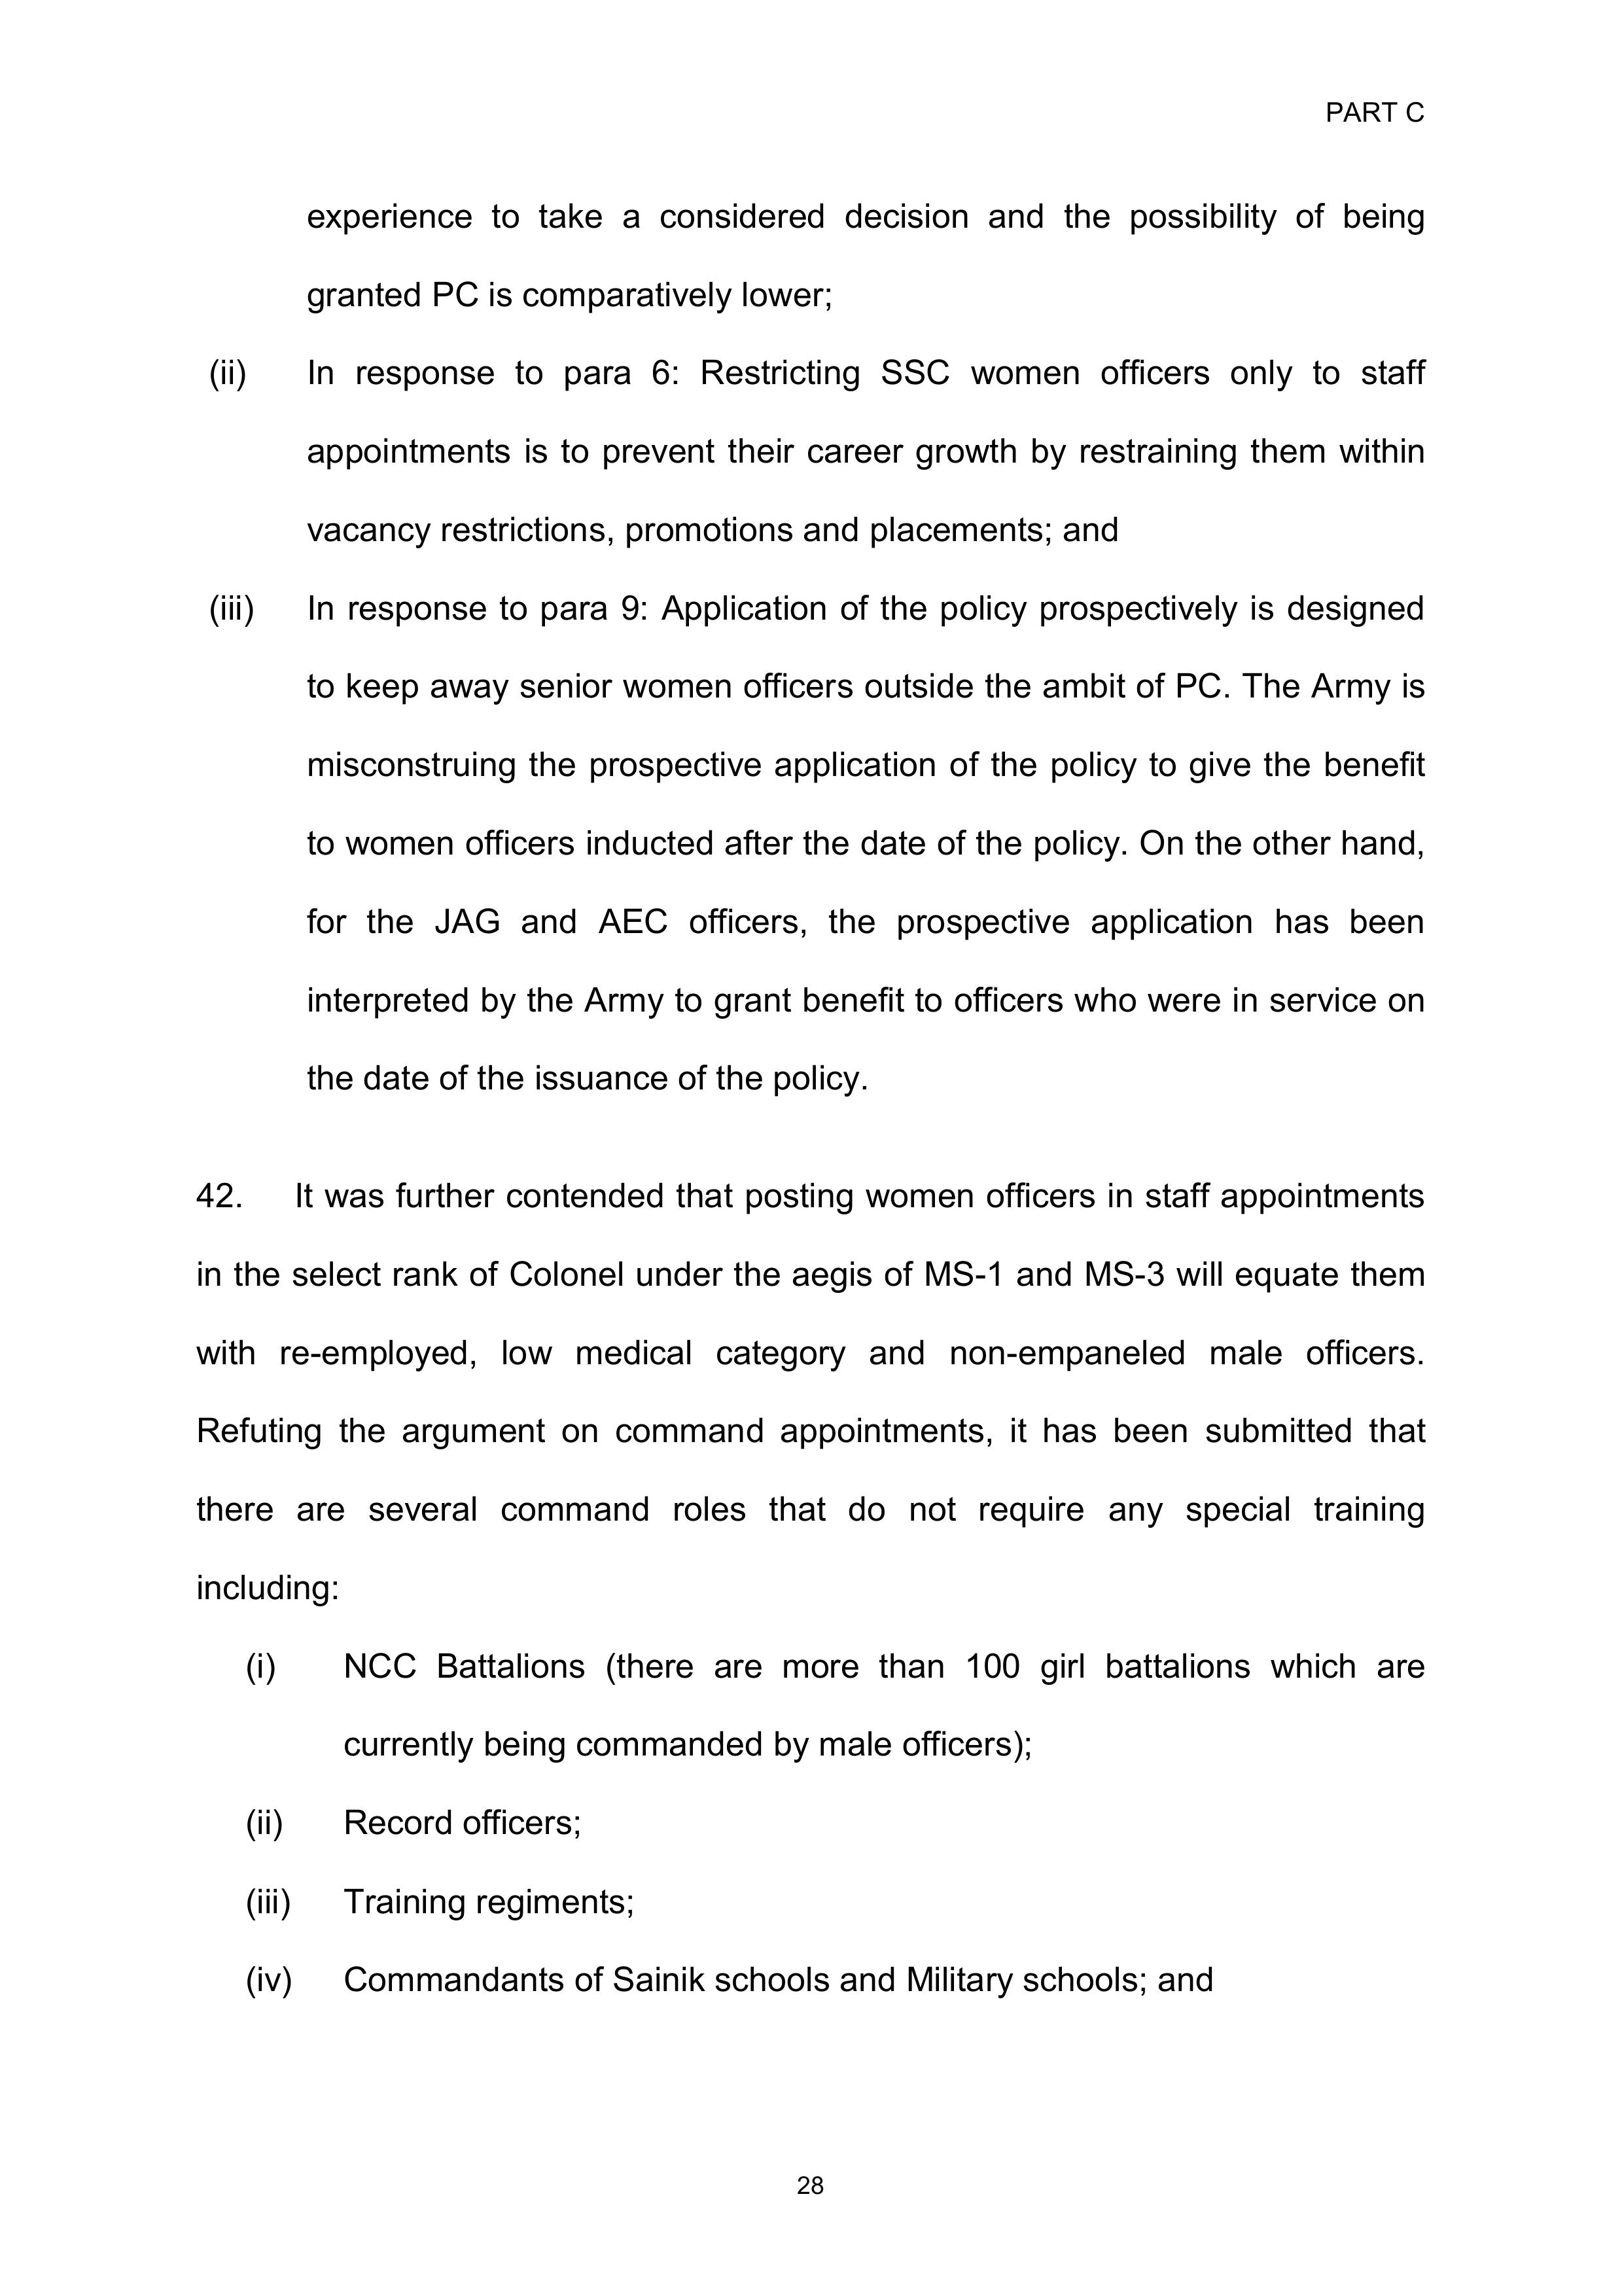 PART C
experience to take a considered decision and the possibility of being
granted PC is comparatively lower;
(ii) In response to para 6: Restricting SSC women officers only to staff
appointments is to prevent their career growth by restraining them within
vacancy restrictions, promotions and placements; and
(iii) In response to para 9: Application of the policy prospectively is designed
to keep away senior women officers outside the ambit of PC. The Army is
misconstruing the prospective application of the policy to give the benefit
to women officers inducted after the date of the policy. On the other hand,
for the JAG and AEC officers, the prospective application has been
interpreted by the Army to grant benefit to officers who were in service on
the date of the issuance of the policy.
42. It was further contended that posting women officers in staff appointments
in the select rank of Colonel under the aegis of MS-1 and MS-3 will equate them
with re-employed, low medical category and non-empaneled male officers.
Refuting the argument on command appointments, it has been submitted that
there are several command roles that do not require any special training
including:
(i) NCC Battalions (there are more than 100 girl battalions which are
currently being commanded by male officers);
(ii) Record officers;
(iii) Training regiments;
(iv) Commandants of Sainik schools and Military schools; and
28